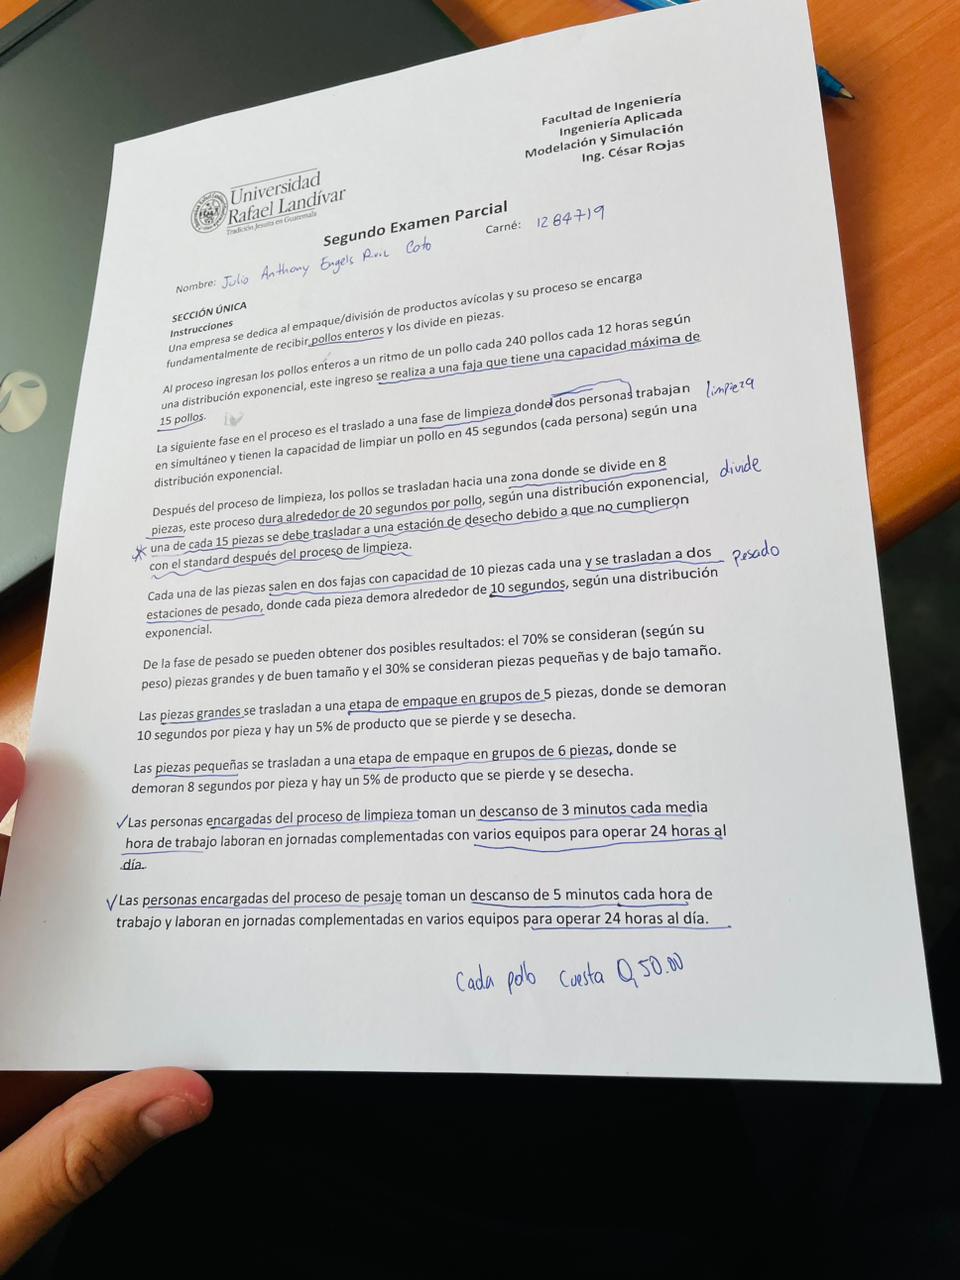 Facultad de Ingeniería
Ingeniería Aplicada
Modelación y Simulación
Ing. César Rojas
Universidad
Rafael Landívar
Tradición Jesuita en Guatemala
Segundo Examen Parcial
Nombre: Julio Anthony Engels Ruiz Coto Carné: 1284719
SECCIÓN ÚNICA
Instrucciones
Una empresa se dedica al empaque/división de productos avícolas y su proceso se encarga
fundamentalmente de recibir pollos enteros y los divide en piezas.
Al proceso ingresan los pollos enteros a un ritmo de un pollo cada 240 pollos cada 12 horas según
una distribución exponencial, este ingreso se realiza a una faja que tiene una capacidad máxima de
15 pollos.
La siguiente fase en el proceso es el traslado a una fase de limpieza donde dos personas trabajan limpieza
en simultáneo y tienen la capacidad de limpiar un pollo en 45 segundos (cada persona) según una
distribución exponencial.
Después del proceso de limpieza, los pollos se trasladan hacia una zona donde se divide en 8 divide
piezas, este proceso dura alrededor de 20 segundos por pollo, según una distribución exponencial,
* una de cada 15 piezas se debe trasladar a una estación de desecho debido a que no cumplieron
con el standard después del proceso de limpieza.
Cada una de las piezas salen en dos fajas con capacidad de 10 piezas cada una y se trasladan a dos pesado
estaciones de pesado, donde cada pieza demora alrededor de 10 segundos, según una distribución
exponencial.
De la fase de pesado se pueden obtener dos posibles resultados: el 70% se consideran (según su
peso) piezas grandes y de buen tamaño y el 30% se consideran piezas pequeñas y de bajo tamaño.
Las piezas grandes se trasladan a una etapa de empaque en grupos de 5 piezas, donde se demoran
10 segundos por pieza y hay un 5% de producto que se pierde y se desecha.
Las piezas pequeñas se trasladan a una etapa de empaque en grupos de 6 piezas, donde se
demoran 8 segundos por pieza y hay un 5% de producto que se pierde y se desecha.
✓Las personas encargadas del proceso de limpieza toman un descanso de 3 minutos cada media
hora de trabajo laboran en jornadas complementadas con varios equipos para operar 24 horas al
día.
✓Las personas encargadas del proceso de pesaje toman un descanso de 5 minutos cada hora de
trabajo y laboran en jornadas complementadas en varios equipos para operar 24 horas al día.
Cada pollo cuesta Q50.00